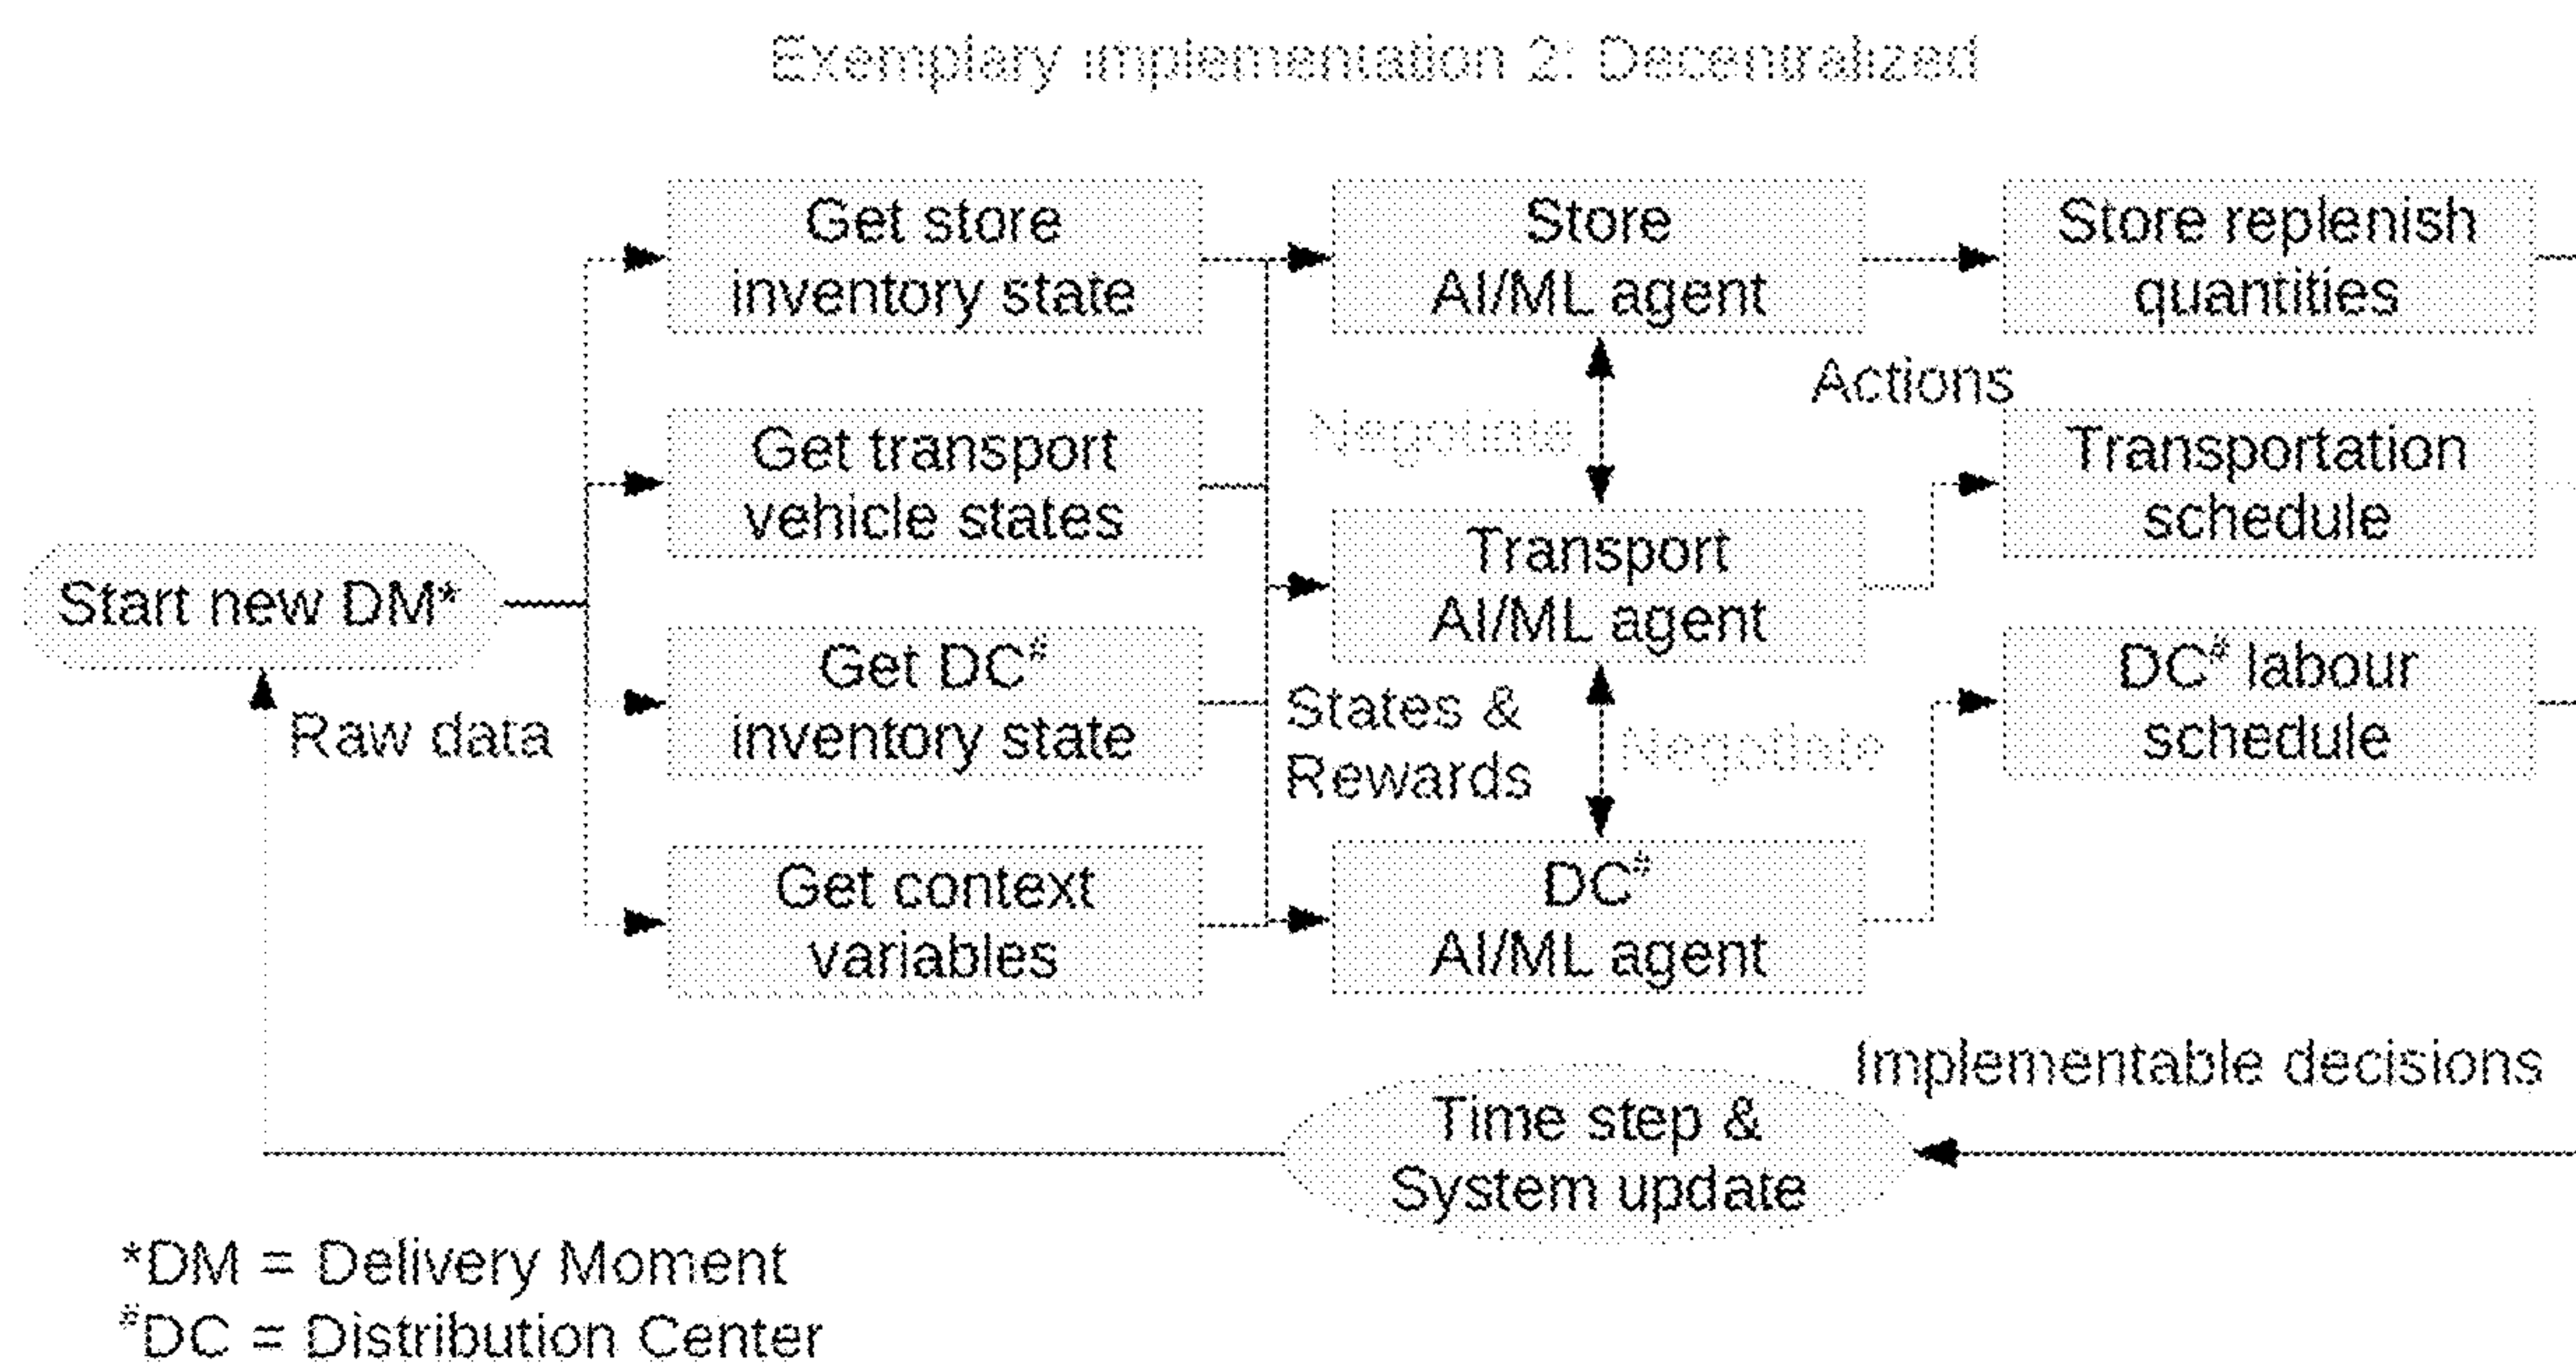 Exemplary implementation 2: Decentralized
Get store
inventory state
Store
AI/ML agent
Store replenish
quantities
Actions
Negotiate
Get transport
vehicle states
Transportation
schedule
Transport
AI/ML agent
Start new DM*
Get DC#
inventory state
DC# labour
schedule
Raw data
States &
Rewards
Negotiate
Get context
variables
DC#
AI/ML agent
Implementable decisions
Time step &
System update
*DM = Delivery Moment
#DC = Distribution Center